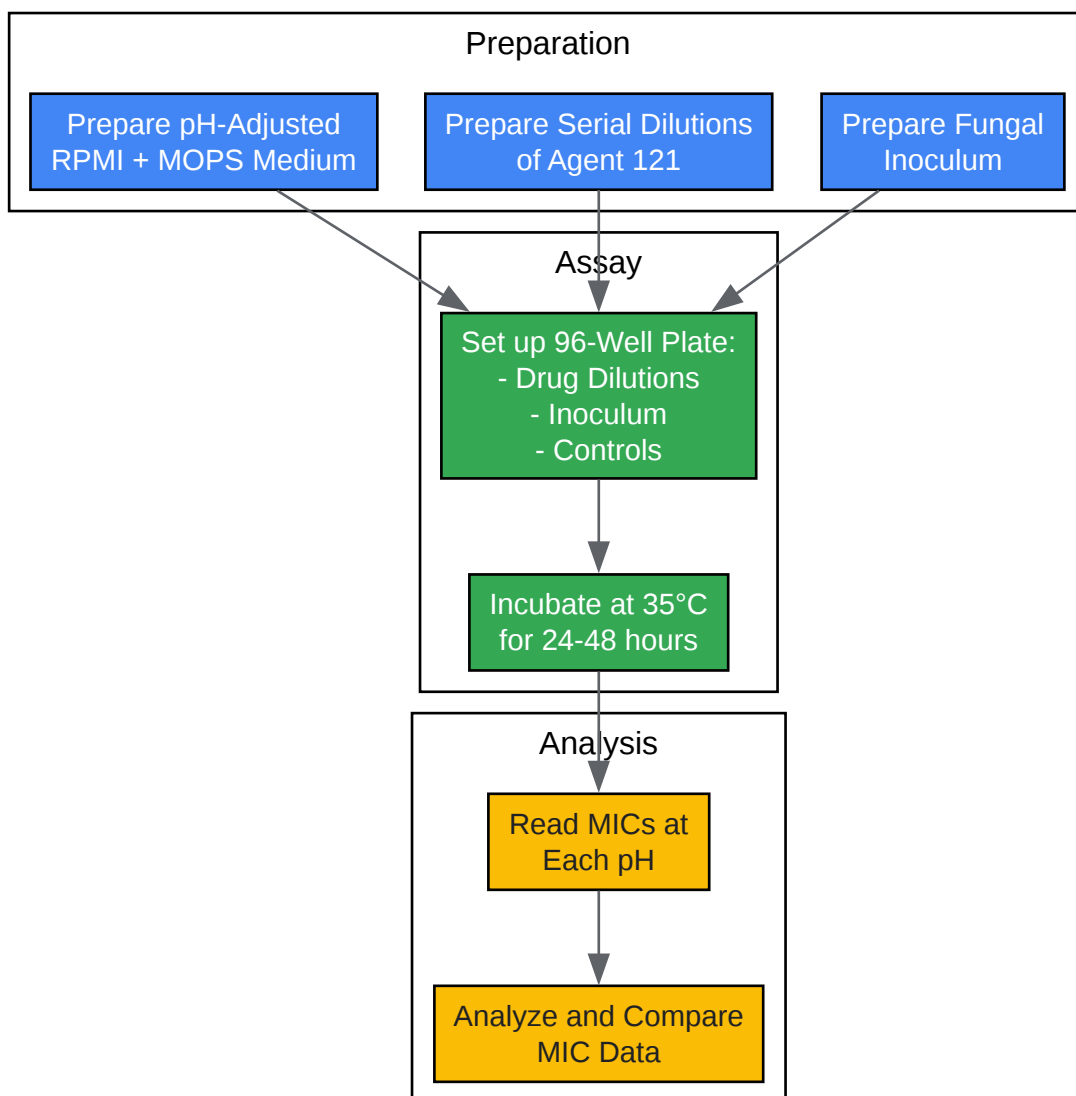 Preparation
Prepare pH-Adjusted
RPMI + MOPS Medium
Prepare Serial Dilutions
of Agent 121
Prepare Fungal
Inoculum
Assay
Set up 96-Well Plate:
- Drug Dilutions
- Inoculum
- Controls
Incubate at 35°C
for 24-48 hours
Analysis
Read MICs at
Each pH
Analyze and Compare
MIC Data